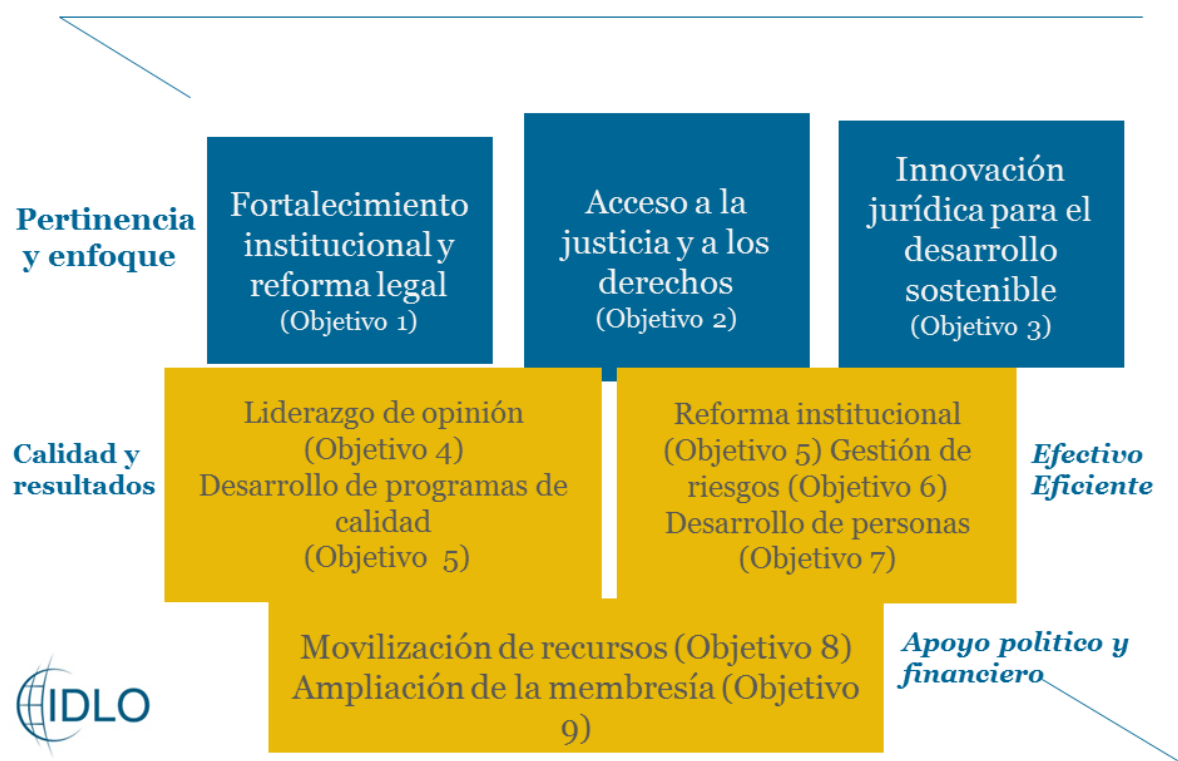 Pertinencia
y enfoque
Fortalecimiento
institucional y
reforma legal
(Objetivo 1)
Acceso a la
justicia y a los
derechos
(Objetivo 2)
Innovación
jurídica para el
desarrollo
sostenible
(Objetivo 3)
Calidad y
resultados
Liderazgo de opinión
(Objetivo 4)
Desarrollo de programas de
calidad
(Objetivo 5)
Reforma institucional
(Objetivo 5) Gestión de
riesgos (Objetivo 6)
Desarrollo de personas
(Objetivo 7)
Efectivo
Eficiente
Movilización de recursos (Objetivo 8)
Ampliación de la membresía (Objetivo
9)
Apoyo politico y
financiero
IDLO